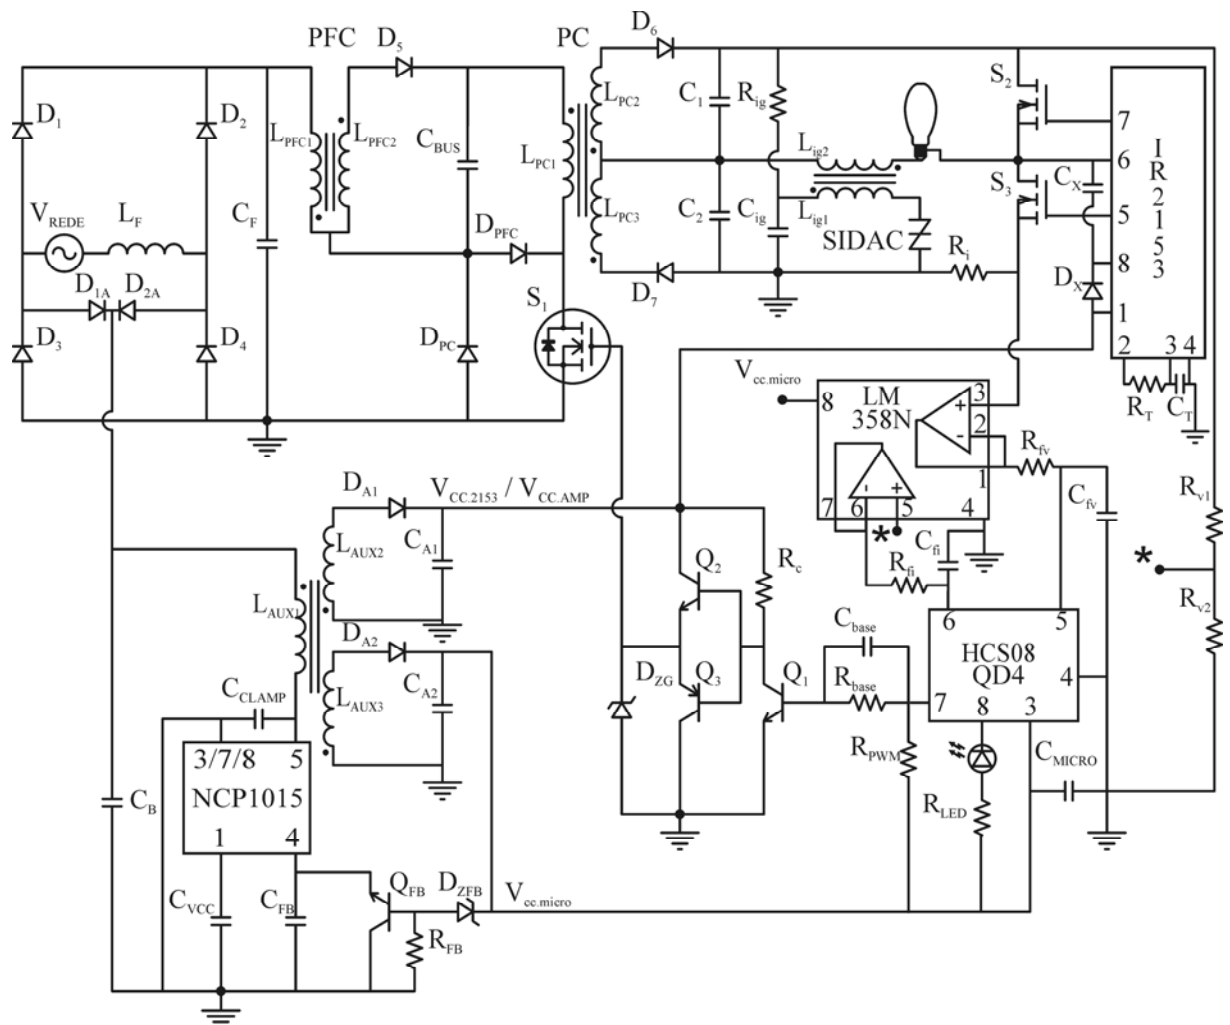 PFC
D5
PC
D6
D1
D2
LPFC1
LPFC2
CBUS
LPC1
LPC2
C1
Rig
Lig2
S2
7
I
R
2
1
5
3
6
CX
S3
5
VREDE
LF
CF
DPFC
LPC3
C2
Cig
Lig1
SIDAC
Ri
8
DX
1
D1A
D2A
S1
D7
D3
D4
DPC
2
3
4
RT
CT
Vcc.micro
8
LM
358N
3
2
1
7
6
5
4
*
Rfv
Cfv
Rv1
*
Rv2
Cfi
Rfi
DA1
VCC.2153 / VCC.AMP
LAUX2
CA1
Q2
Rc
LAUX1
DA2
LAUX3
CA2
DZG
Q3
Q1
Cbase
Rbase
RPWM
6
5
HCS08
QD4
4
7
8
3
CMICRO
RLED
CCLAMP
3/7/8
5
NCP1015
1
4
CB
CVCC
CFB
QFB
DZFB
RFB
Vcc.micro